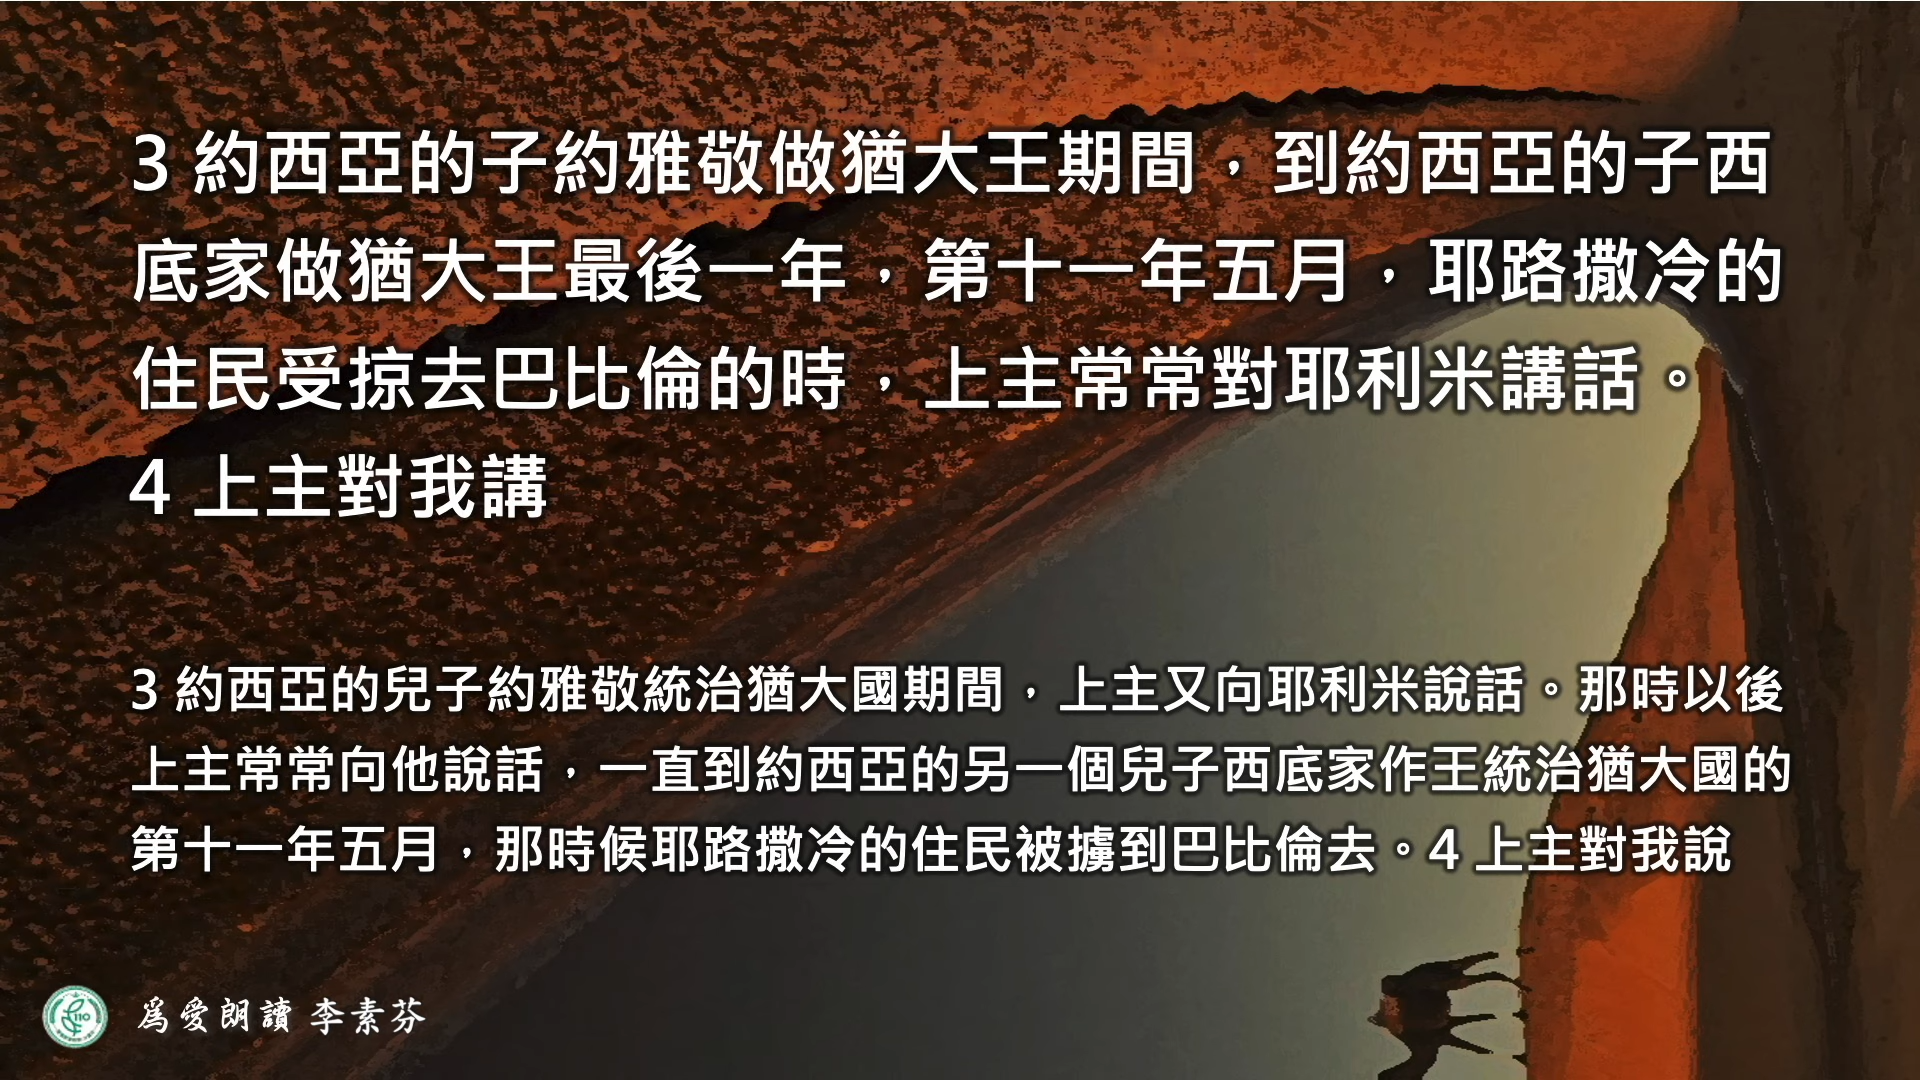 3 約西亞的子約雅敬做猶大王期間，到約西亞的子西
底家做猶大王最後一年，第十一年五月，耶路撒冷的
住民受掠去巴比倫的時，上主常常對耶利米講話。
4 上主對我講
3 約西亞的兒子約雅敬統治猶大國期間，上主又向耶利米說話。那時以後
上主常常向他說話，一直到約西亞的另一個兒子西底家作王統治猶大國的
第十一年五月，那時候耶路撒冷的住民被擄到巴比倫去。4 上主對我說
110
為愛朗讀 李素芬